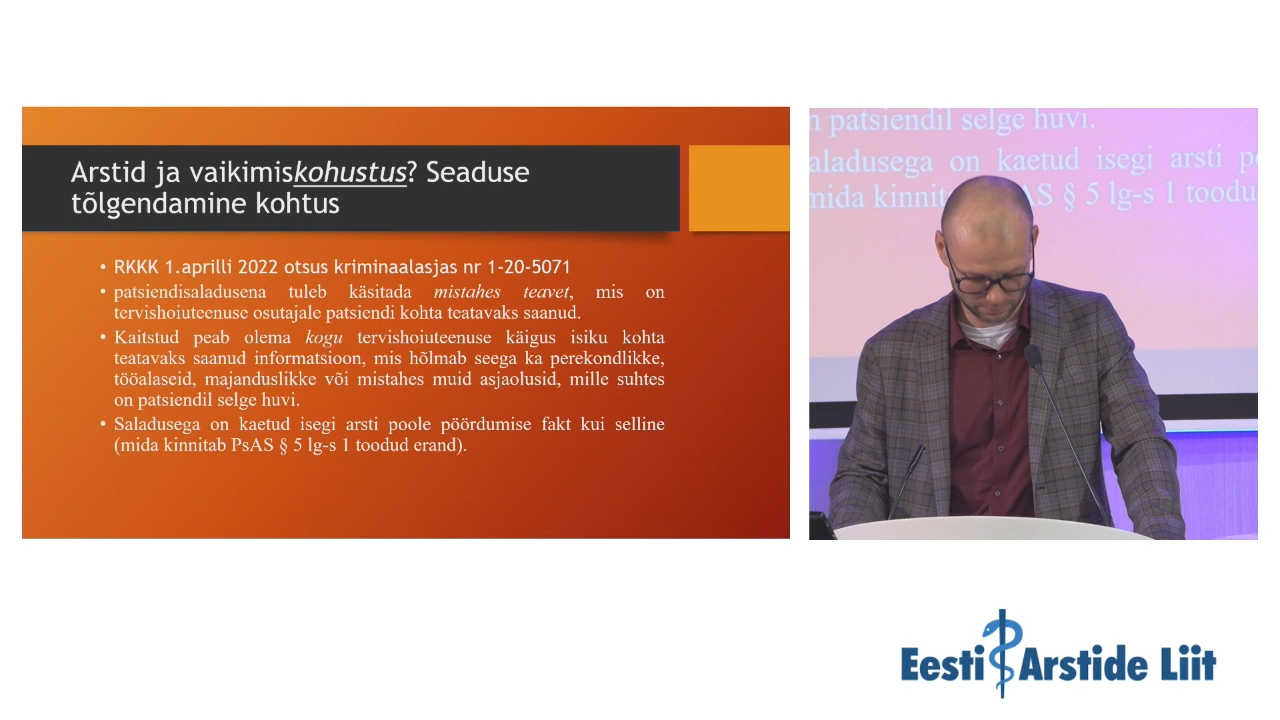 Arstid ja vaikimiskohustus? Seaduse
tõlgendamine kohtus
• RKKK 1.aprilli 2022 otsus kriminaalasjas nr 1-20-5071
• patsiendisaladusena tuleb käsitada mistahes teavet, mis on
tervishoiuteenuse osutajale patsiendi kohta teatavaks saanud.
• Kaitstud peab olema kogu tervishoiuteenuse käigus isiku kohta
teatavaks saanud informatsioon, mis hõlmab seega ka perekondlikke,
tööalaseid, majanduslikke või mistahes muid asjaolusid, mille suhtes
on patsiendil selge huvi.
• Saladusega on kaetud isegi arsti poole pöördumise fakt kui selline
(mida kinnitab PsAS § 5 lg-s 1 toodud erand).
n patsiendil selge huvi.
aladusega on kaetud isegi arsti
mida AS § 5 lg-s 1
Eesti Arstide Liit